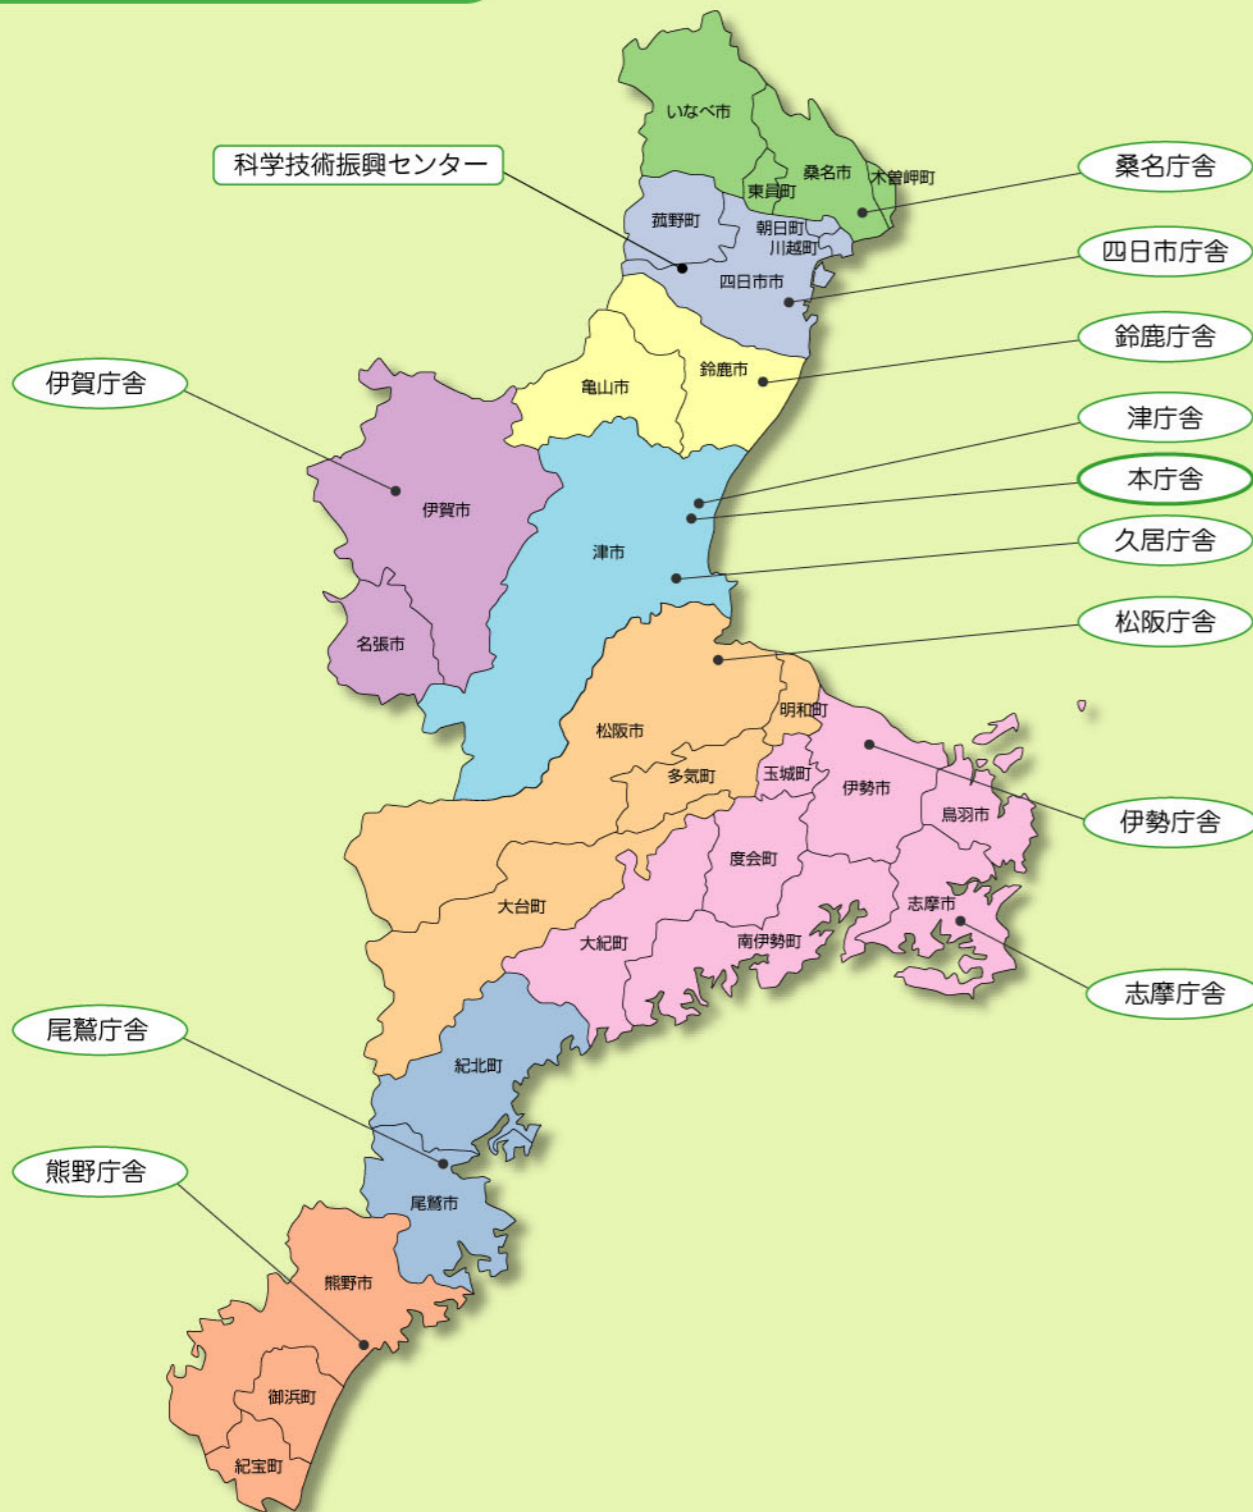 いなべ市
科学技術振興センター
桑名市
木曽岬町
桑名庁舎
東員町
菰野町
朝日町
川越町
四日市庁舎
四日市市
鈴鹿庁舎
鈴鹿市
亀山市
伊賀庁舎
津庁舎
本庁舎
伊賀市
久居庁舎
津市
松阪庁舎
名張市
明和町
松阪市
多気町
玉城町
伊勢市
鳥羽市
伊勢庁舎
度会町
大台町
志摩市
大紀町
南伊勢町
志摩庁舎
尾鷲庁舎
紀北町
熊野庁舎
尾鷲市
熊野市
御浜町
紀宝町